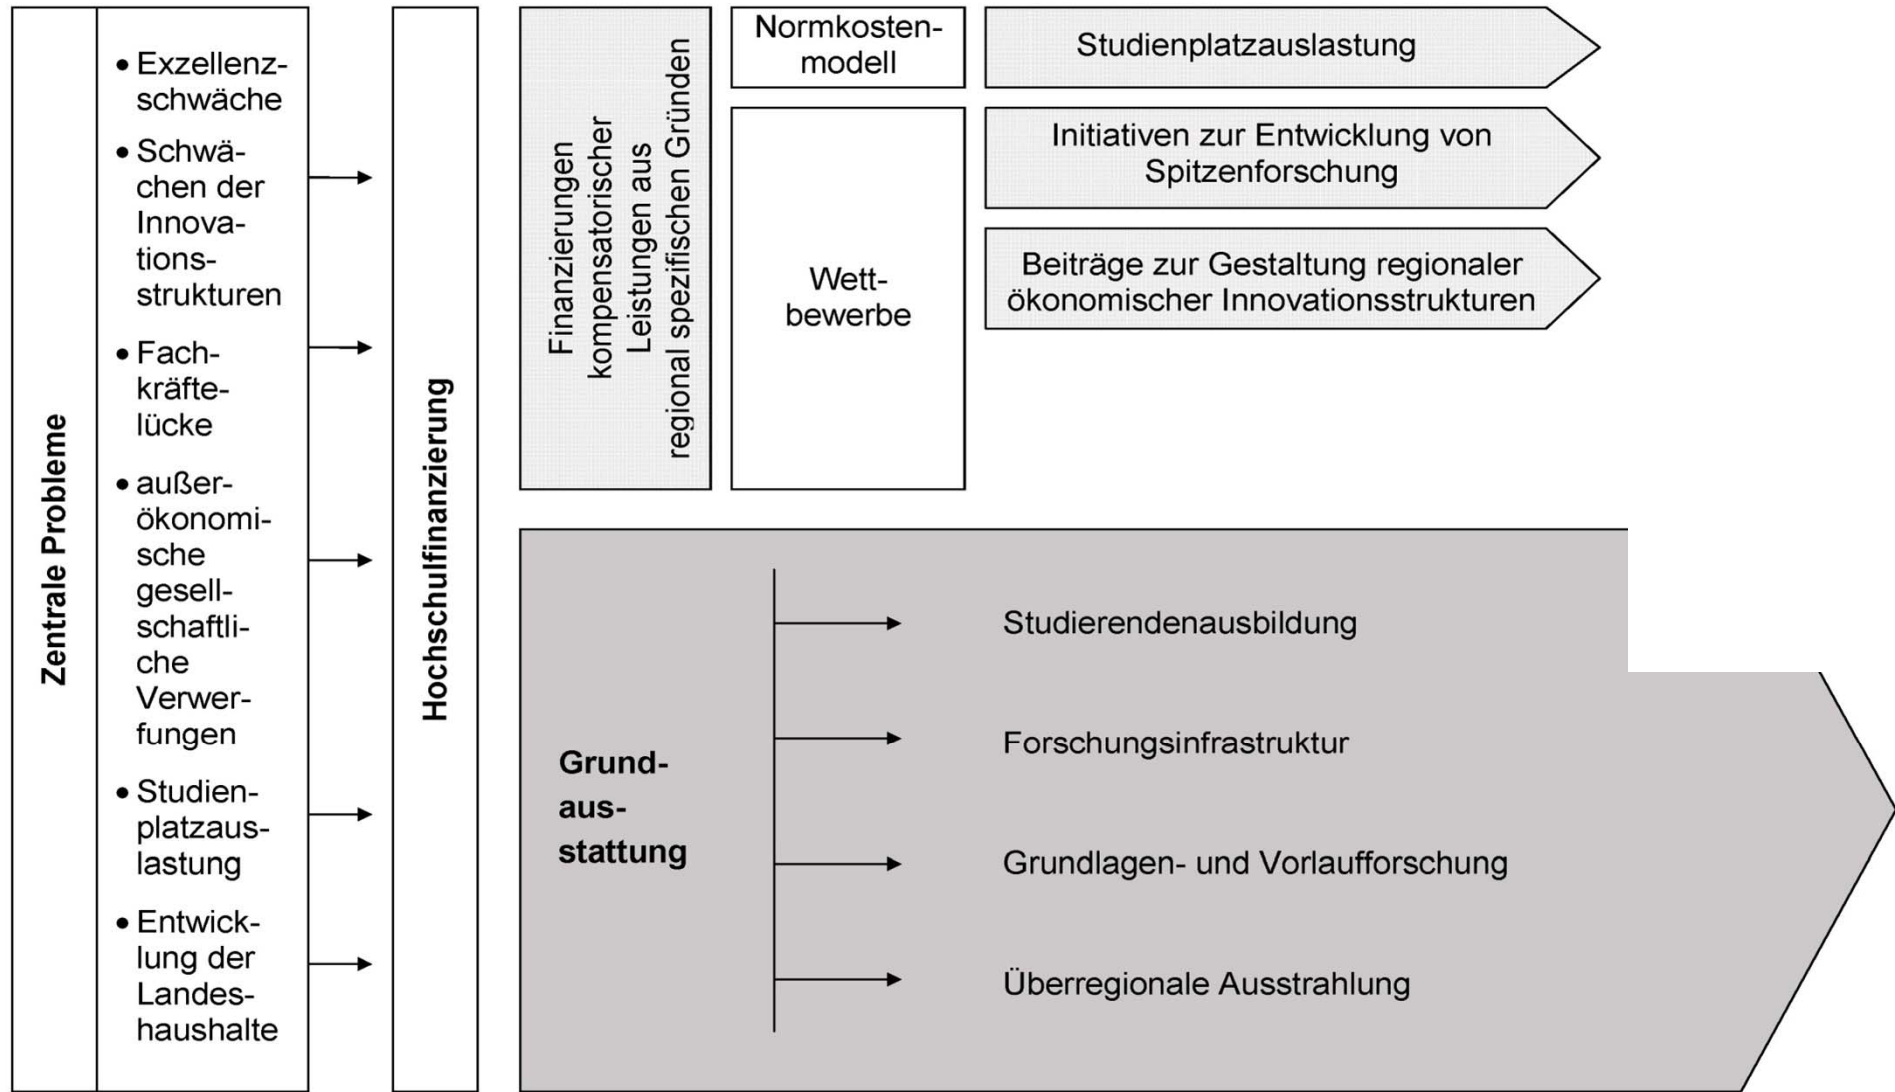 Zentrale Probleme
• Exzellenz-
schwäche
• Schwä-
chen der
Innova-
tions-
strukturen
• Fach-
kräfte-
lücke
• außer-
ökonomi-
sche
gesell-
schaftli-
che
Verwer-
fungen
• Studien-
platzaus-
lastung
• Entwick-
lung der
Landes-
haushalte
Hochschulfinanzierung
Finanzierungen
kompensatorischer
Leistungen aus
regional spezifischen Gründen
Normkosten-
modell
Studienplatzauslastung
Wett-
bewerbe
Initiativen zur Entwicklung von
Spitzenforschung
Beiträge zur Gestaltung regionaler
ökonomischer Innovationsstrukturen
Grund-
aus-
stattung
Studierendenausbildung
Forschungsinfrastruktur
Grundlagen- und Vorlaufforschung
Überregionale Ausstrahlung